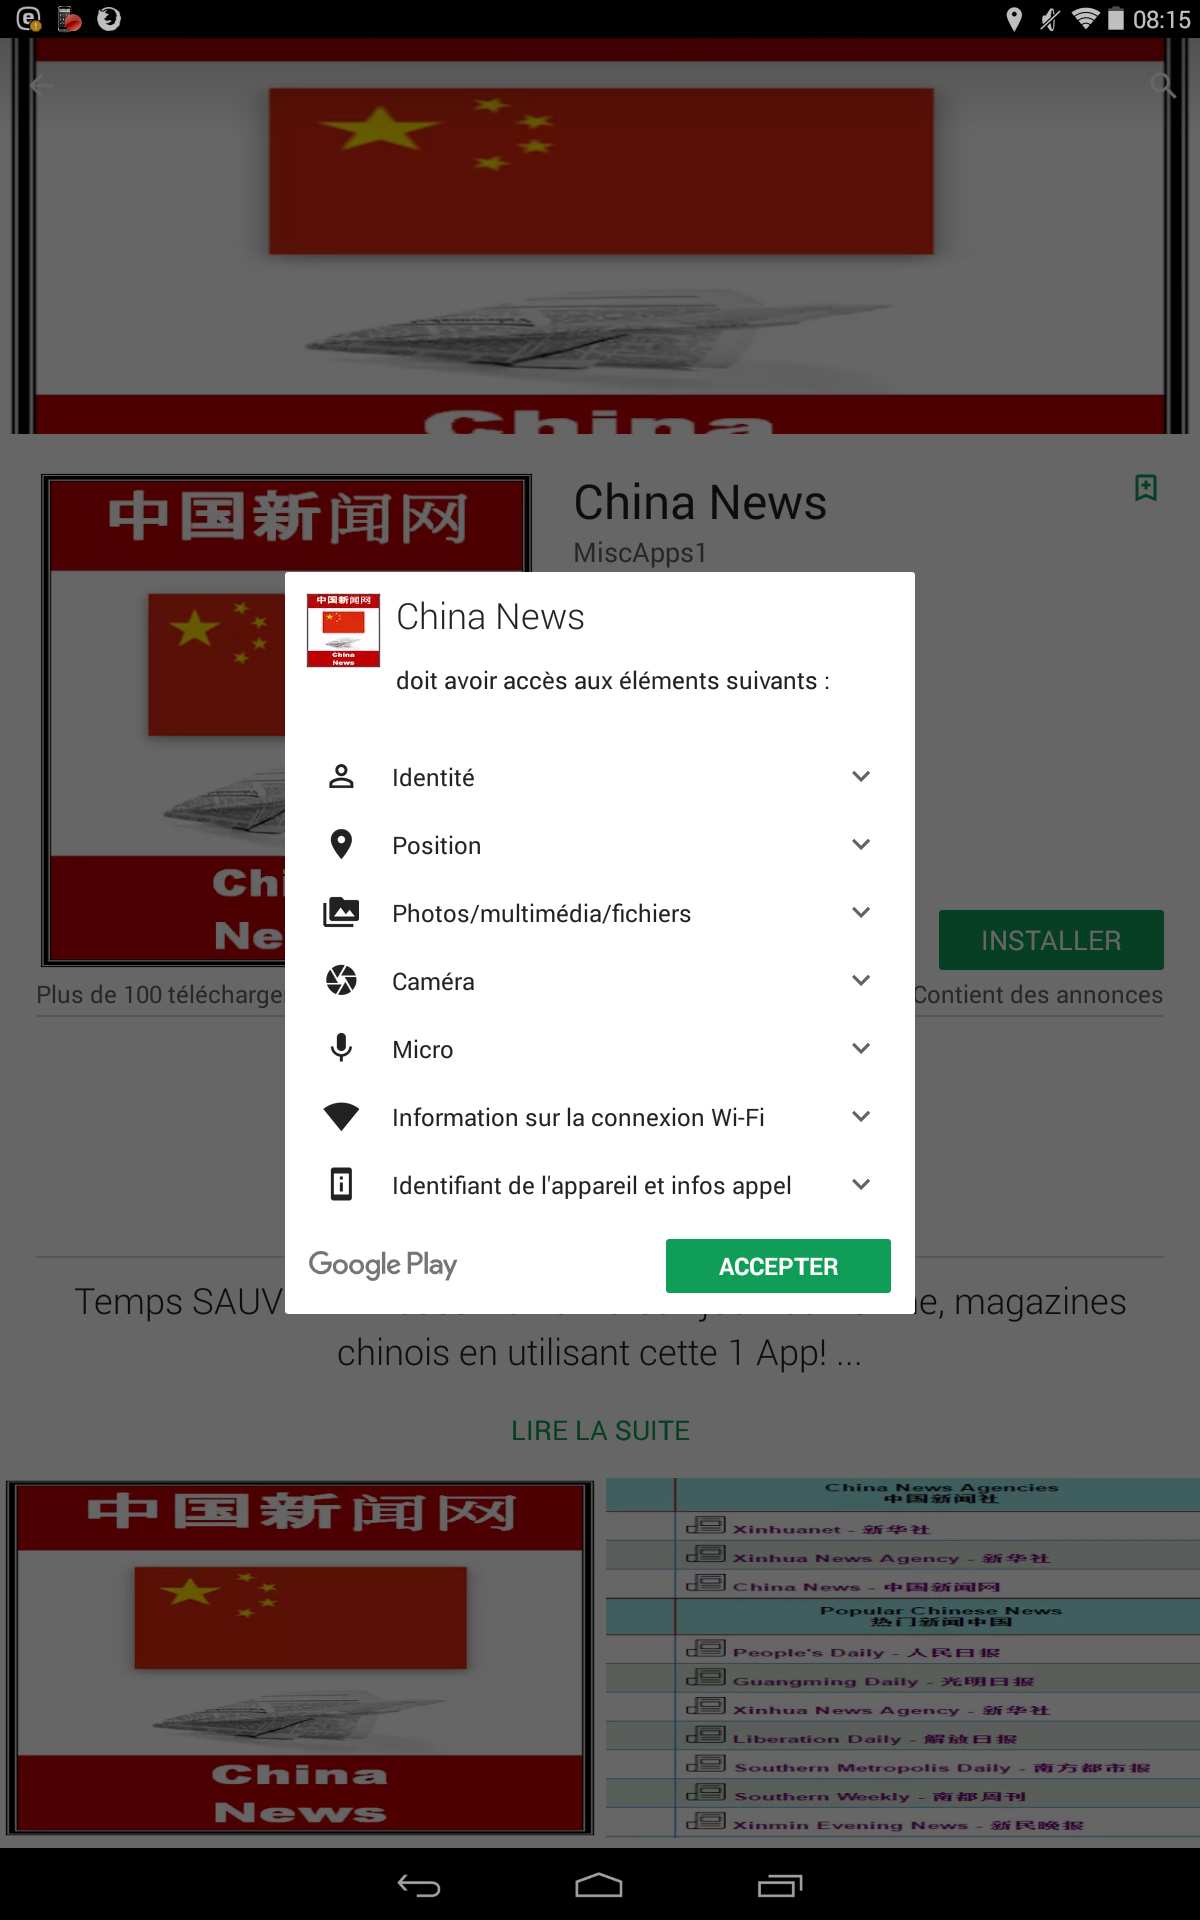 08:15
China
中国新闻网
China News
MiscApps1
Chi
Ne
INSTALLER
Plus de 100 télécharge
Contient des annonces
中国新闻网
China
News
China News
doit avoir accès aux éléments suivants :
Identité
Position
Photos/multimédia/fichiers
Caméra
Micro
Information sur la connexion Wi-Fi
Identifiant de l'appareil et infos appel
Google Play
ACCEPTER
Temps SAUV
e, magazines
chinois en utilisant cette 1 App! ...
LIRE LA SUITE
中国新闻网
China
News
China News Agencies
中国新闻社
Xinhuanet - 新华社
Xinhua News Agency - 新华社
China News - 中国新闻网
Popular Chinese News
热门新闻中国
People's Daily - 人民日报
Guangming Daily - 光明日报
Xinhua News Agency - 新华社
Liberation Daily - 解放日报
Southern Metropolis Daily - 南方都市报
Southern Weekly - 南都周刊
Xinmin Evening News - 新民晚报